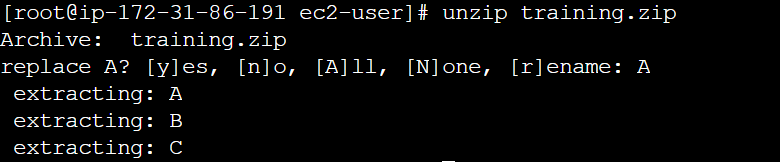 [root@ip-172-31-86-191 ec2-user]# unzip training.zip
Archive:  training.zip
replace A? [y]es, [n]o, [A]ll, [N]one, [r]ename: A
 extracting: A
 extracting: B
 extracting: C